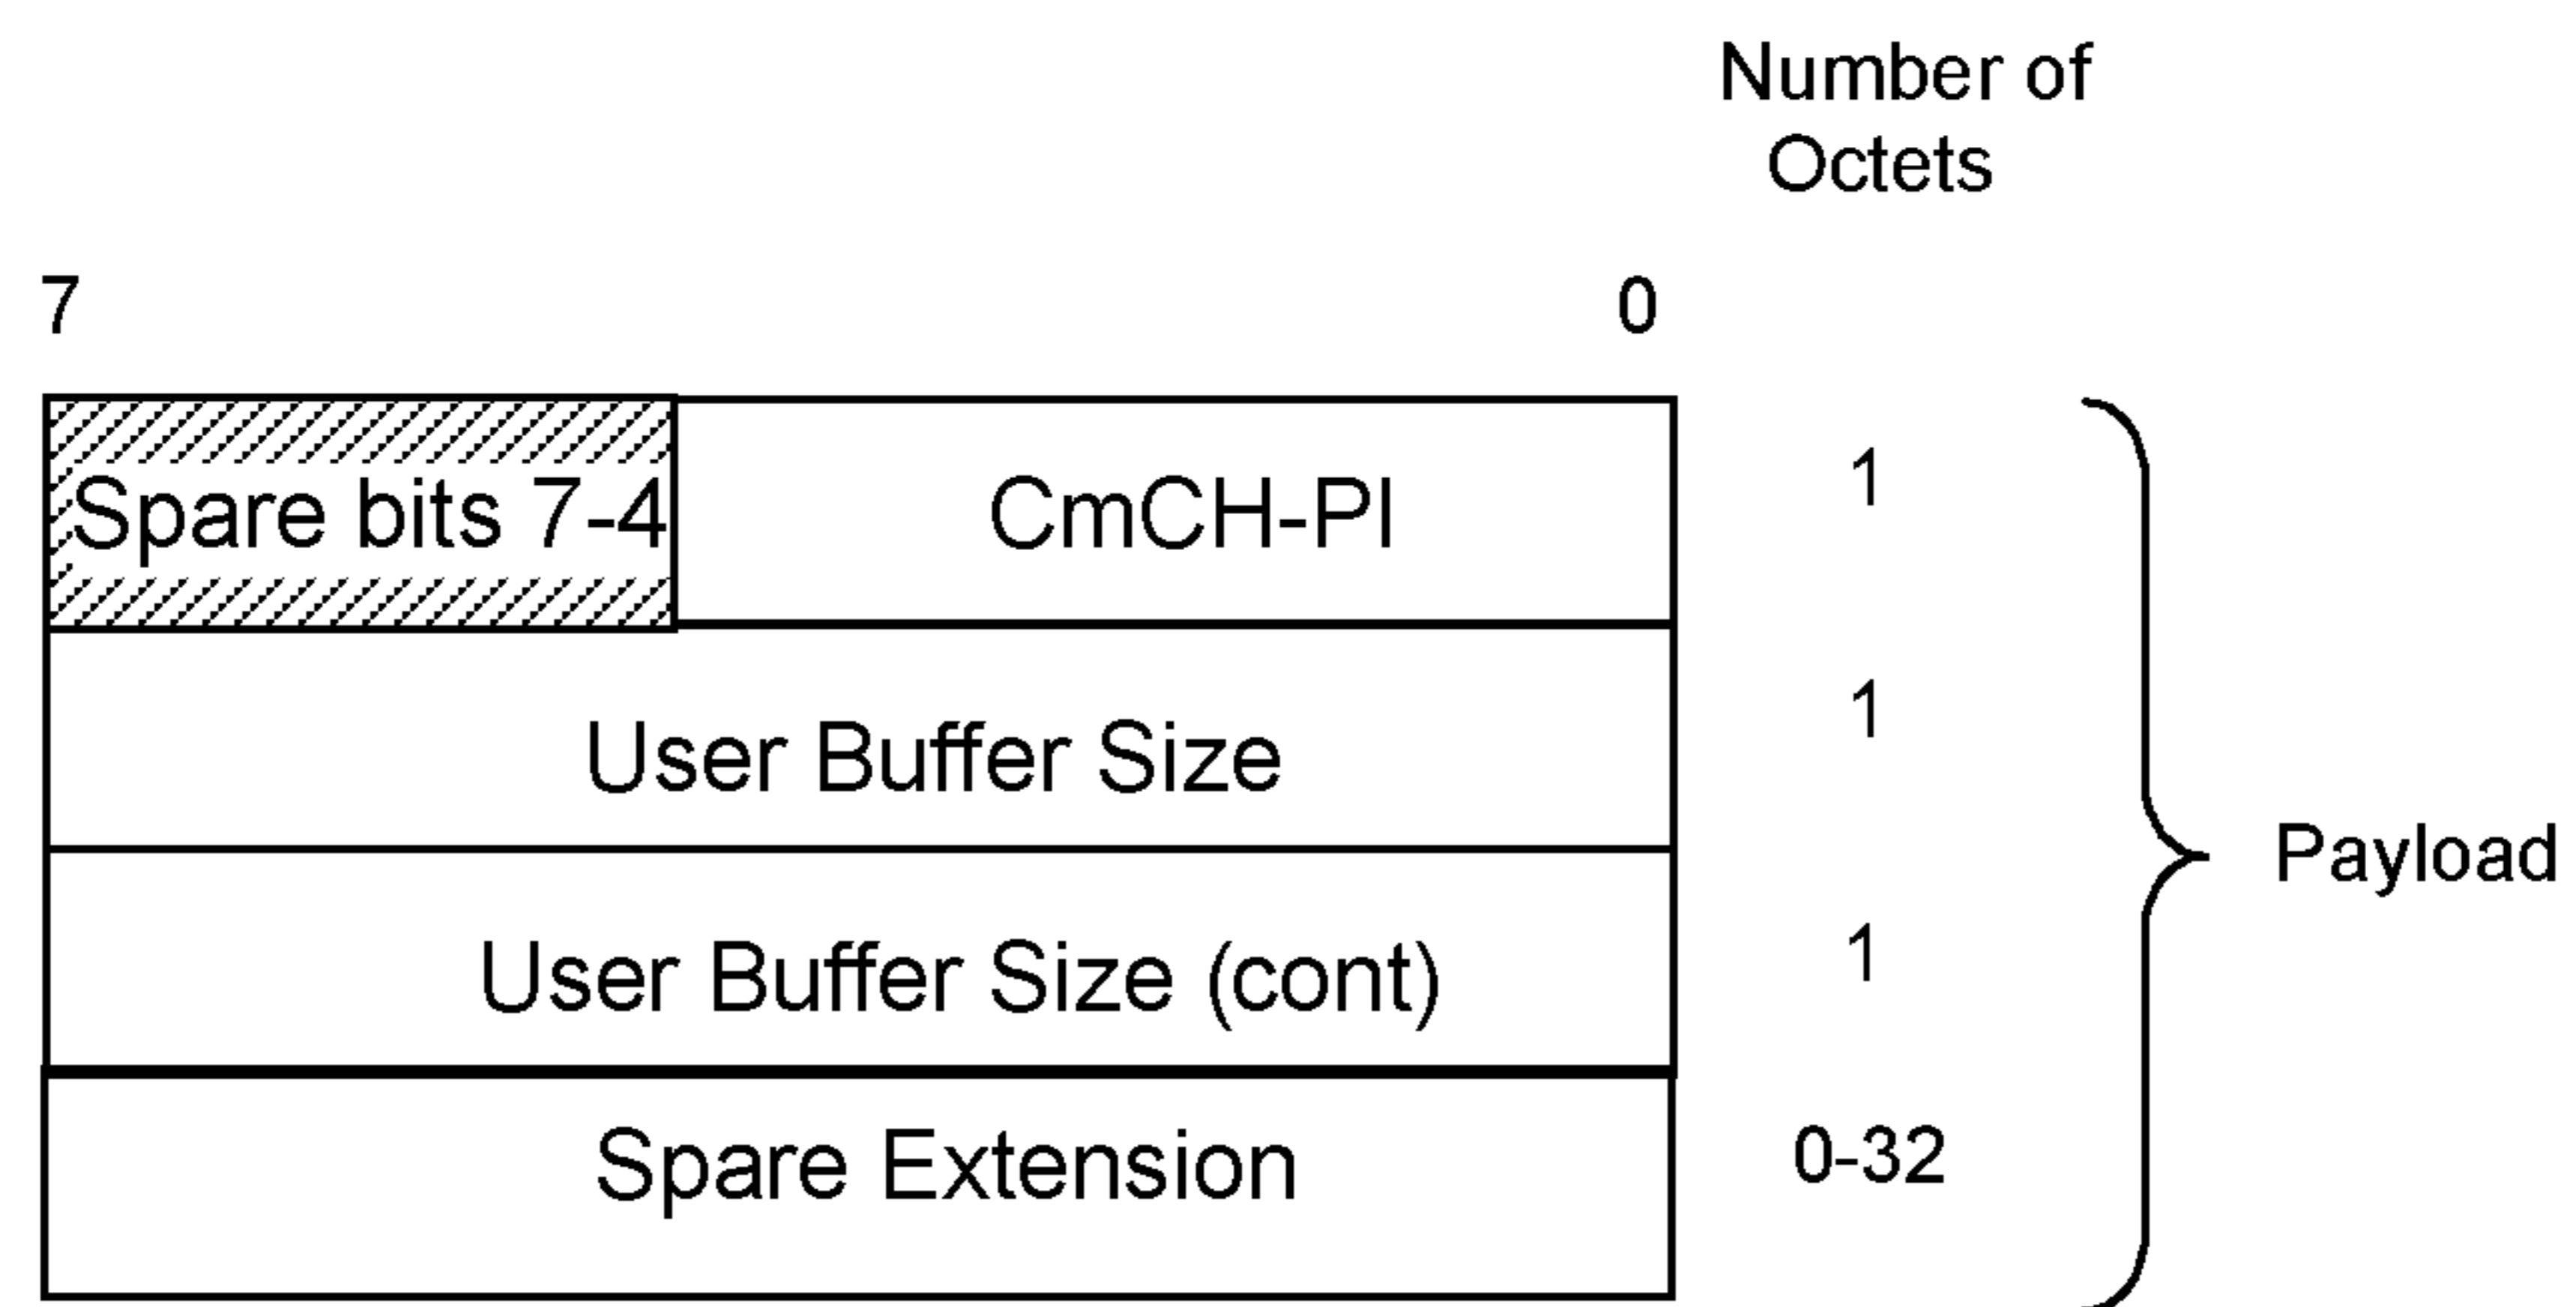 Number of
Octets
7 0
Spare bits 7-4 CmCH-PI 1
User Buffer Size 1
User Buffer Size (cont) 1
Payload
Spare Extension 0-32